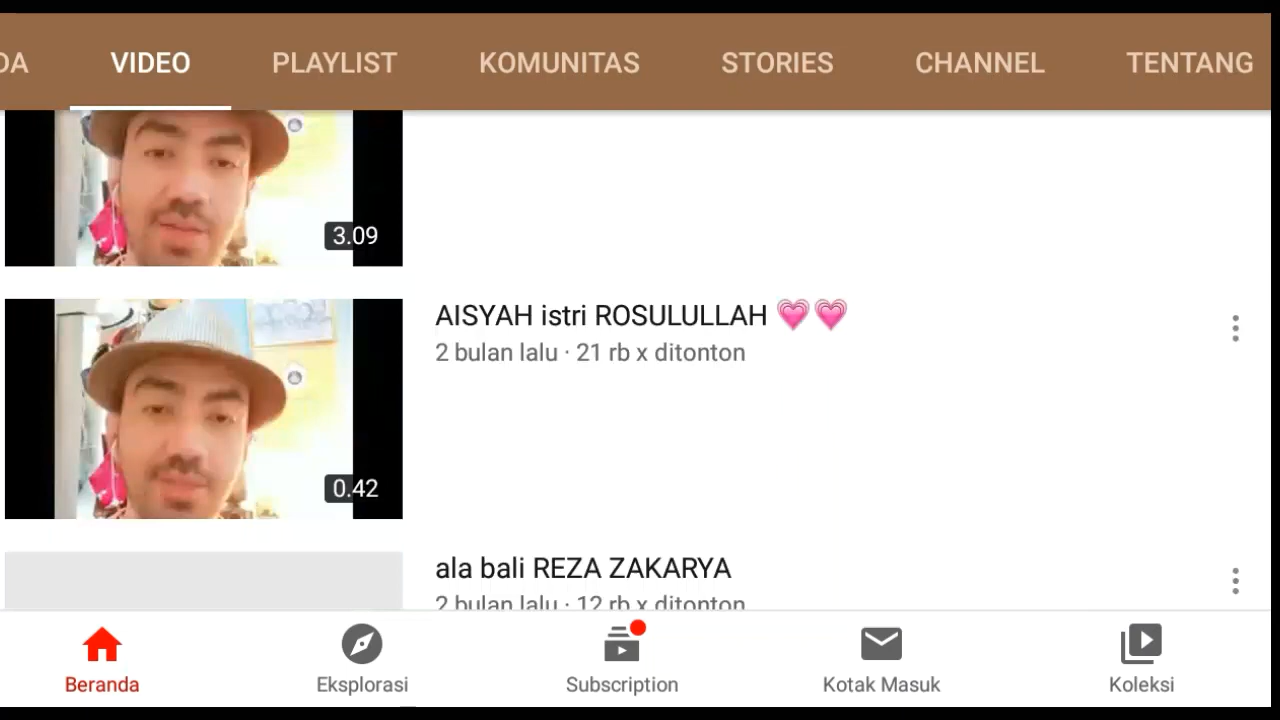 DA VIDEO PLAYLIST KOMUNITAS STORIES CHANNEL TENTANG
3.09
AISYAH istri ROSULULLAH 💗💗
2 bulan lalu · 21 rb x ditonton
0.42
ala bali REZA ZAKARYA
2 bulan lalu · 12 rb x ditonton
Beranda Eksplorasi Subscription Kotak Masuk Koleksi